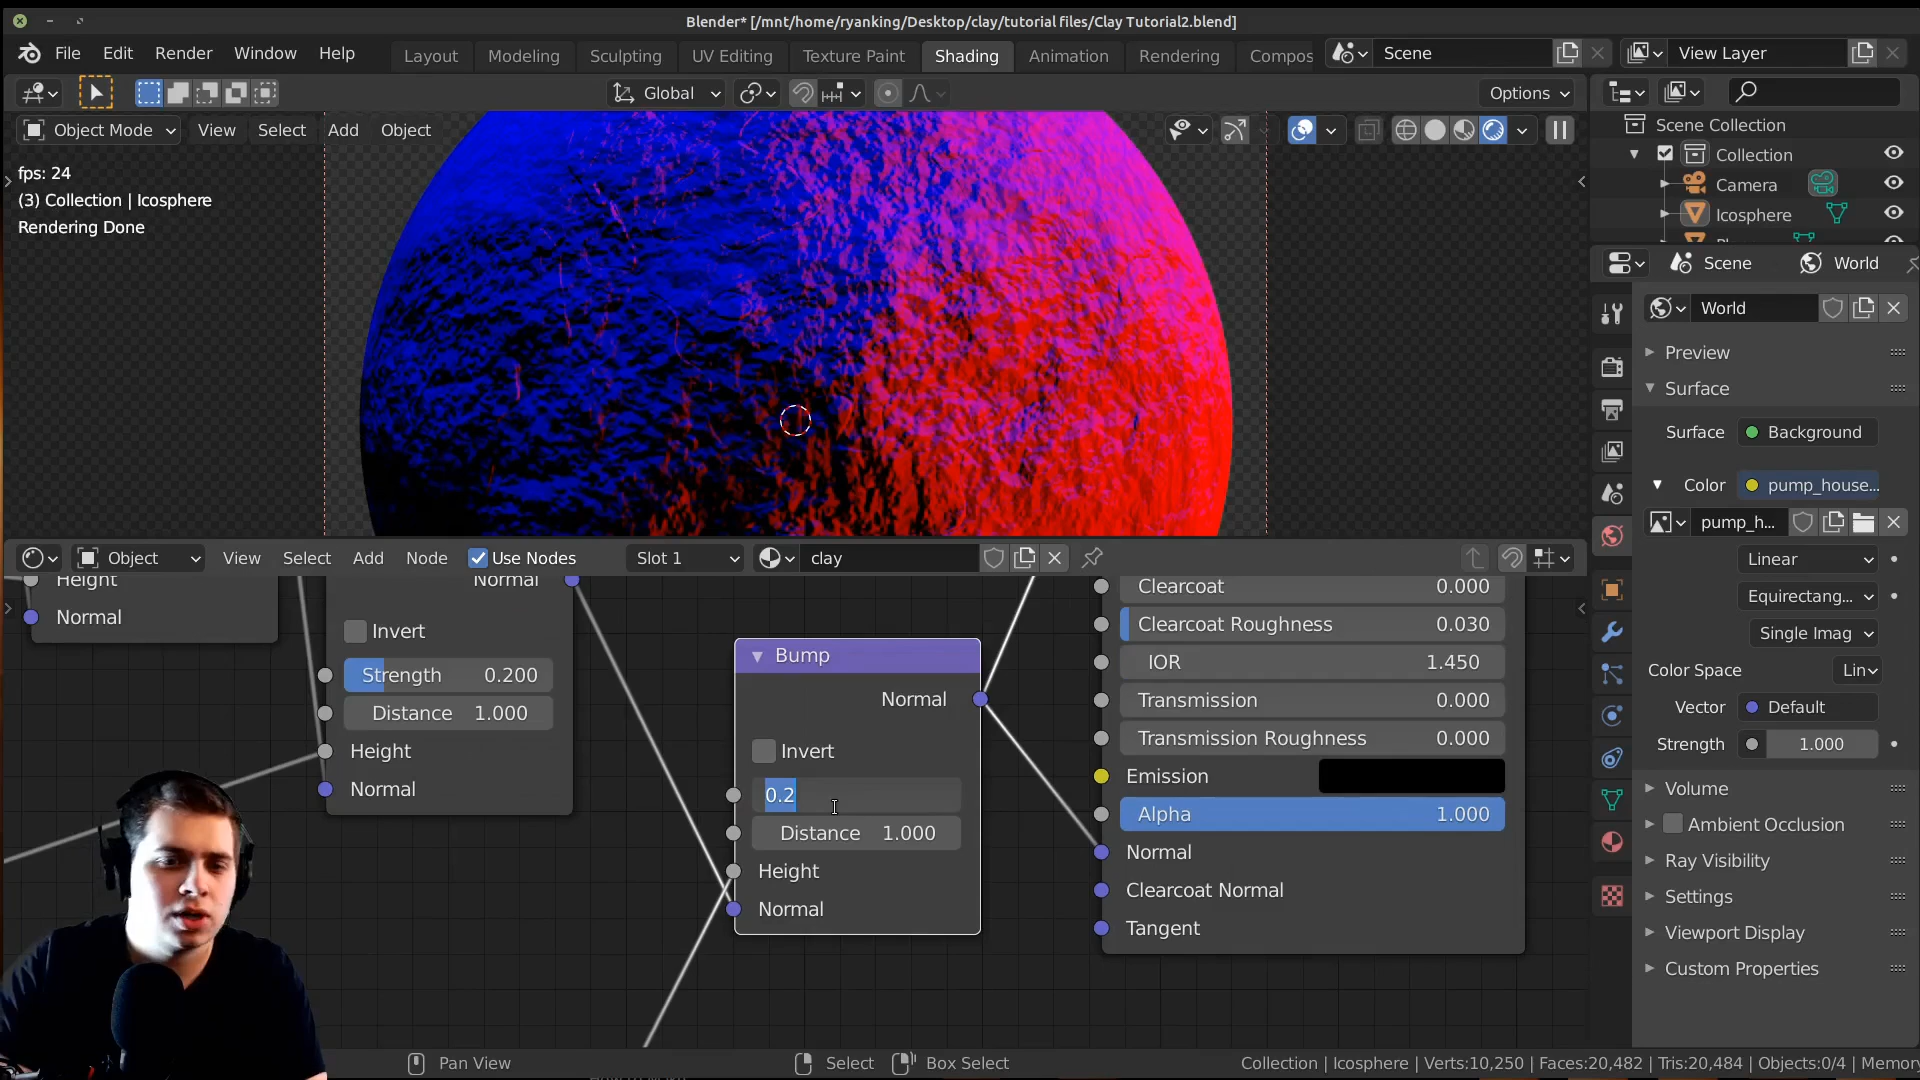 Blender* [/mnt/home/ryanking/Desktop/clay/tutorial files/Clay Tutorial2.blend]
File Edit Render Window Help Layout Modeling Sculpting UV Editing Texture Paint Shading Animation Rendering Compos Scene View Layer
Global Options
Object Mode View Select Add Object
Scene Collection
Collection
Camera
Icosphere
fps: 24
(3) Collection | Icosphere
Rendering Done
Scene World
World
Preview
Surface
Surface Background
Color pump_house...
pump_h...
Linear
Equirectang...
Single Imag
Color Space Lin
Vector Default
Strength 1.000
Volume
Ambient Occlusion
Ray Visibility
Settings
Viewport Display
Custom Properties
Object View Select Add Node Use Nodes Slot 1 clay
Height
Normal
Normal
Invert
Strength 0.200
Distance 1.000
Height
Normal
Bump
Normal
Invert
0.2
Distance 1.000
Height
Normal
Clearcoat 0.000
Clearcoat Roughness 0.030
IOR 1.450
Transmission 0.000
Transmission Roughness 0.000
Emission
Alpha 1.000
Normal
Clearcoat Normal
Tangent
Pan View Select Box Select Collection | Icosphere | Verts:10,250 | Faces:20,482 | Tris:20,484 | Objects:0/4 | Memory